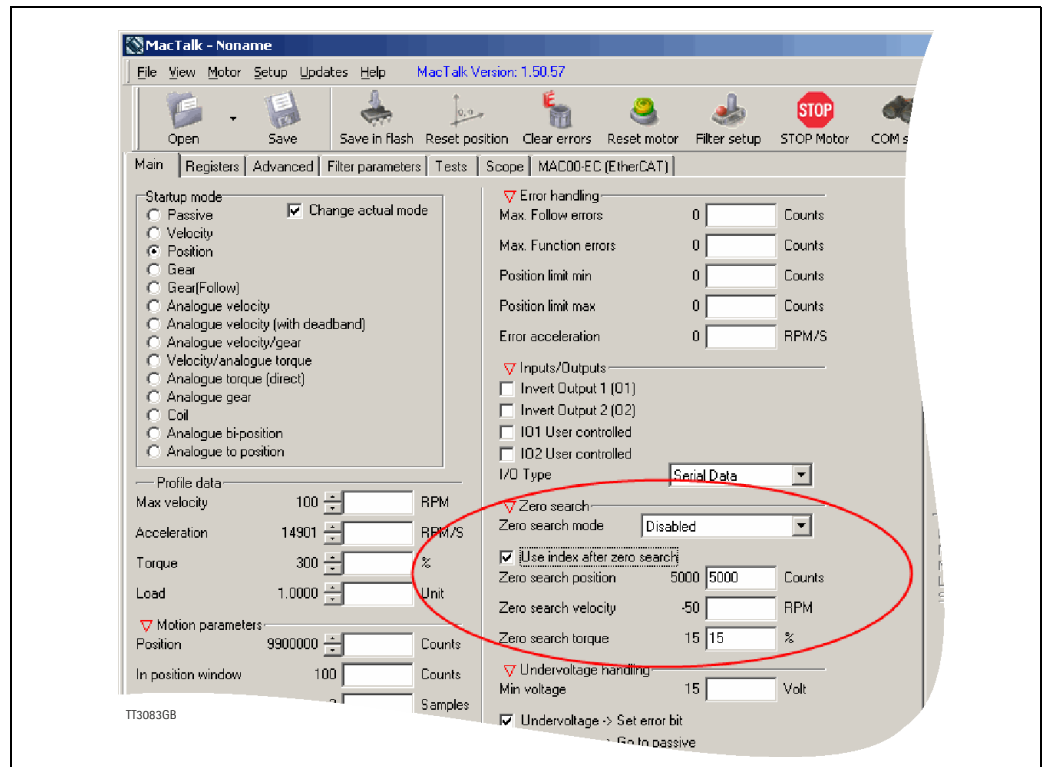 MacTalk - Noname
File View Motor Setup Updates Help MacTalk Version: 1.50.57
Open Save Save in flash Reset position Clear errors Reset motor Filter setup STOP Motor COM s
STOP
Main Registers Advanced Filter parameters Tests Scope MAC00-EC (EtherCAT)
Startup mode
Passive
Change actual mode
Velocity
Position
Gear
Gear(Follow)
Analogue velocity
Analogue velocity (with deadband)
Analogue velocity/gear
Velocity/analogue torque
Analogue torque (direct)
Analogue gear
Coil
Analogue bi-position
Analogue to position
Profile data
Max velocity 100 RPM
Acceleration 14901 RPM/S
Torque 300 %
Load 1.0000 Unit
Motion parameters
Position 9900000 Counts
In position window 100 Counts
Samples
Error handling
Max. Follow errors 0 Counts
Max. Function errors 0 Counts
Position limit min 0 Counts
Position limit max 0 Counts
Error acceleration 0 RPM/S
Inputs/Outputs
Invert Output 1 (O1)
Invert Output 2 (O2)
IO1 User controlled
IO2 User controlled
I/O Type Serial Data
Zero search
Zero search mode Disabled
Use index after zero search
Zero search position 5000 5000 Counts
Zero search velocity -50 RPM
Zero search torque 15 15 %
Undervoltage handling
Min voltage 15 Volt
Undervoltage -> Set error bit
Go to passive
TT3083GB